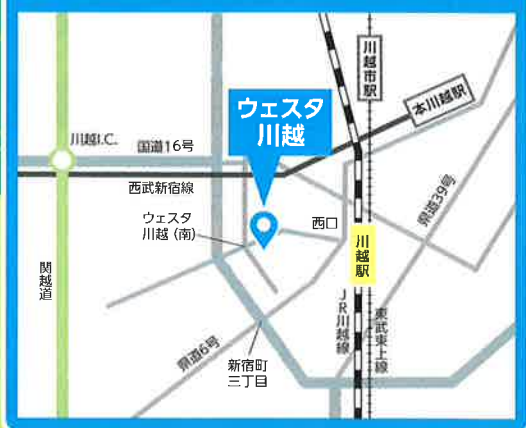 川越市駅
本川越駅
ウェスタ
川越
川越I.C.
国道16号
西武新宿線
県道39号
ウェスタ
川越（南）
西口
川越駅
関越道
JR川越線
東武東上線
県道6号
新宿町
三丁目